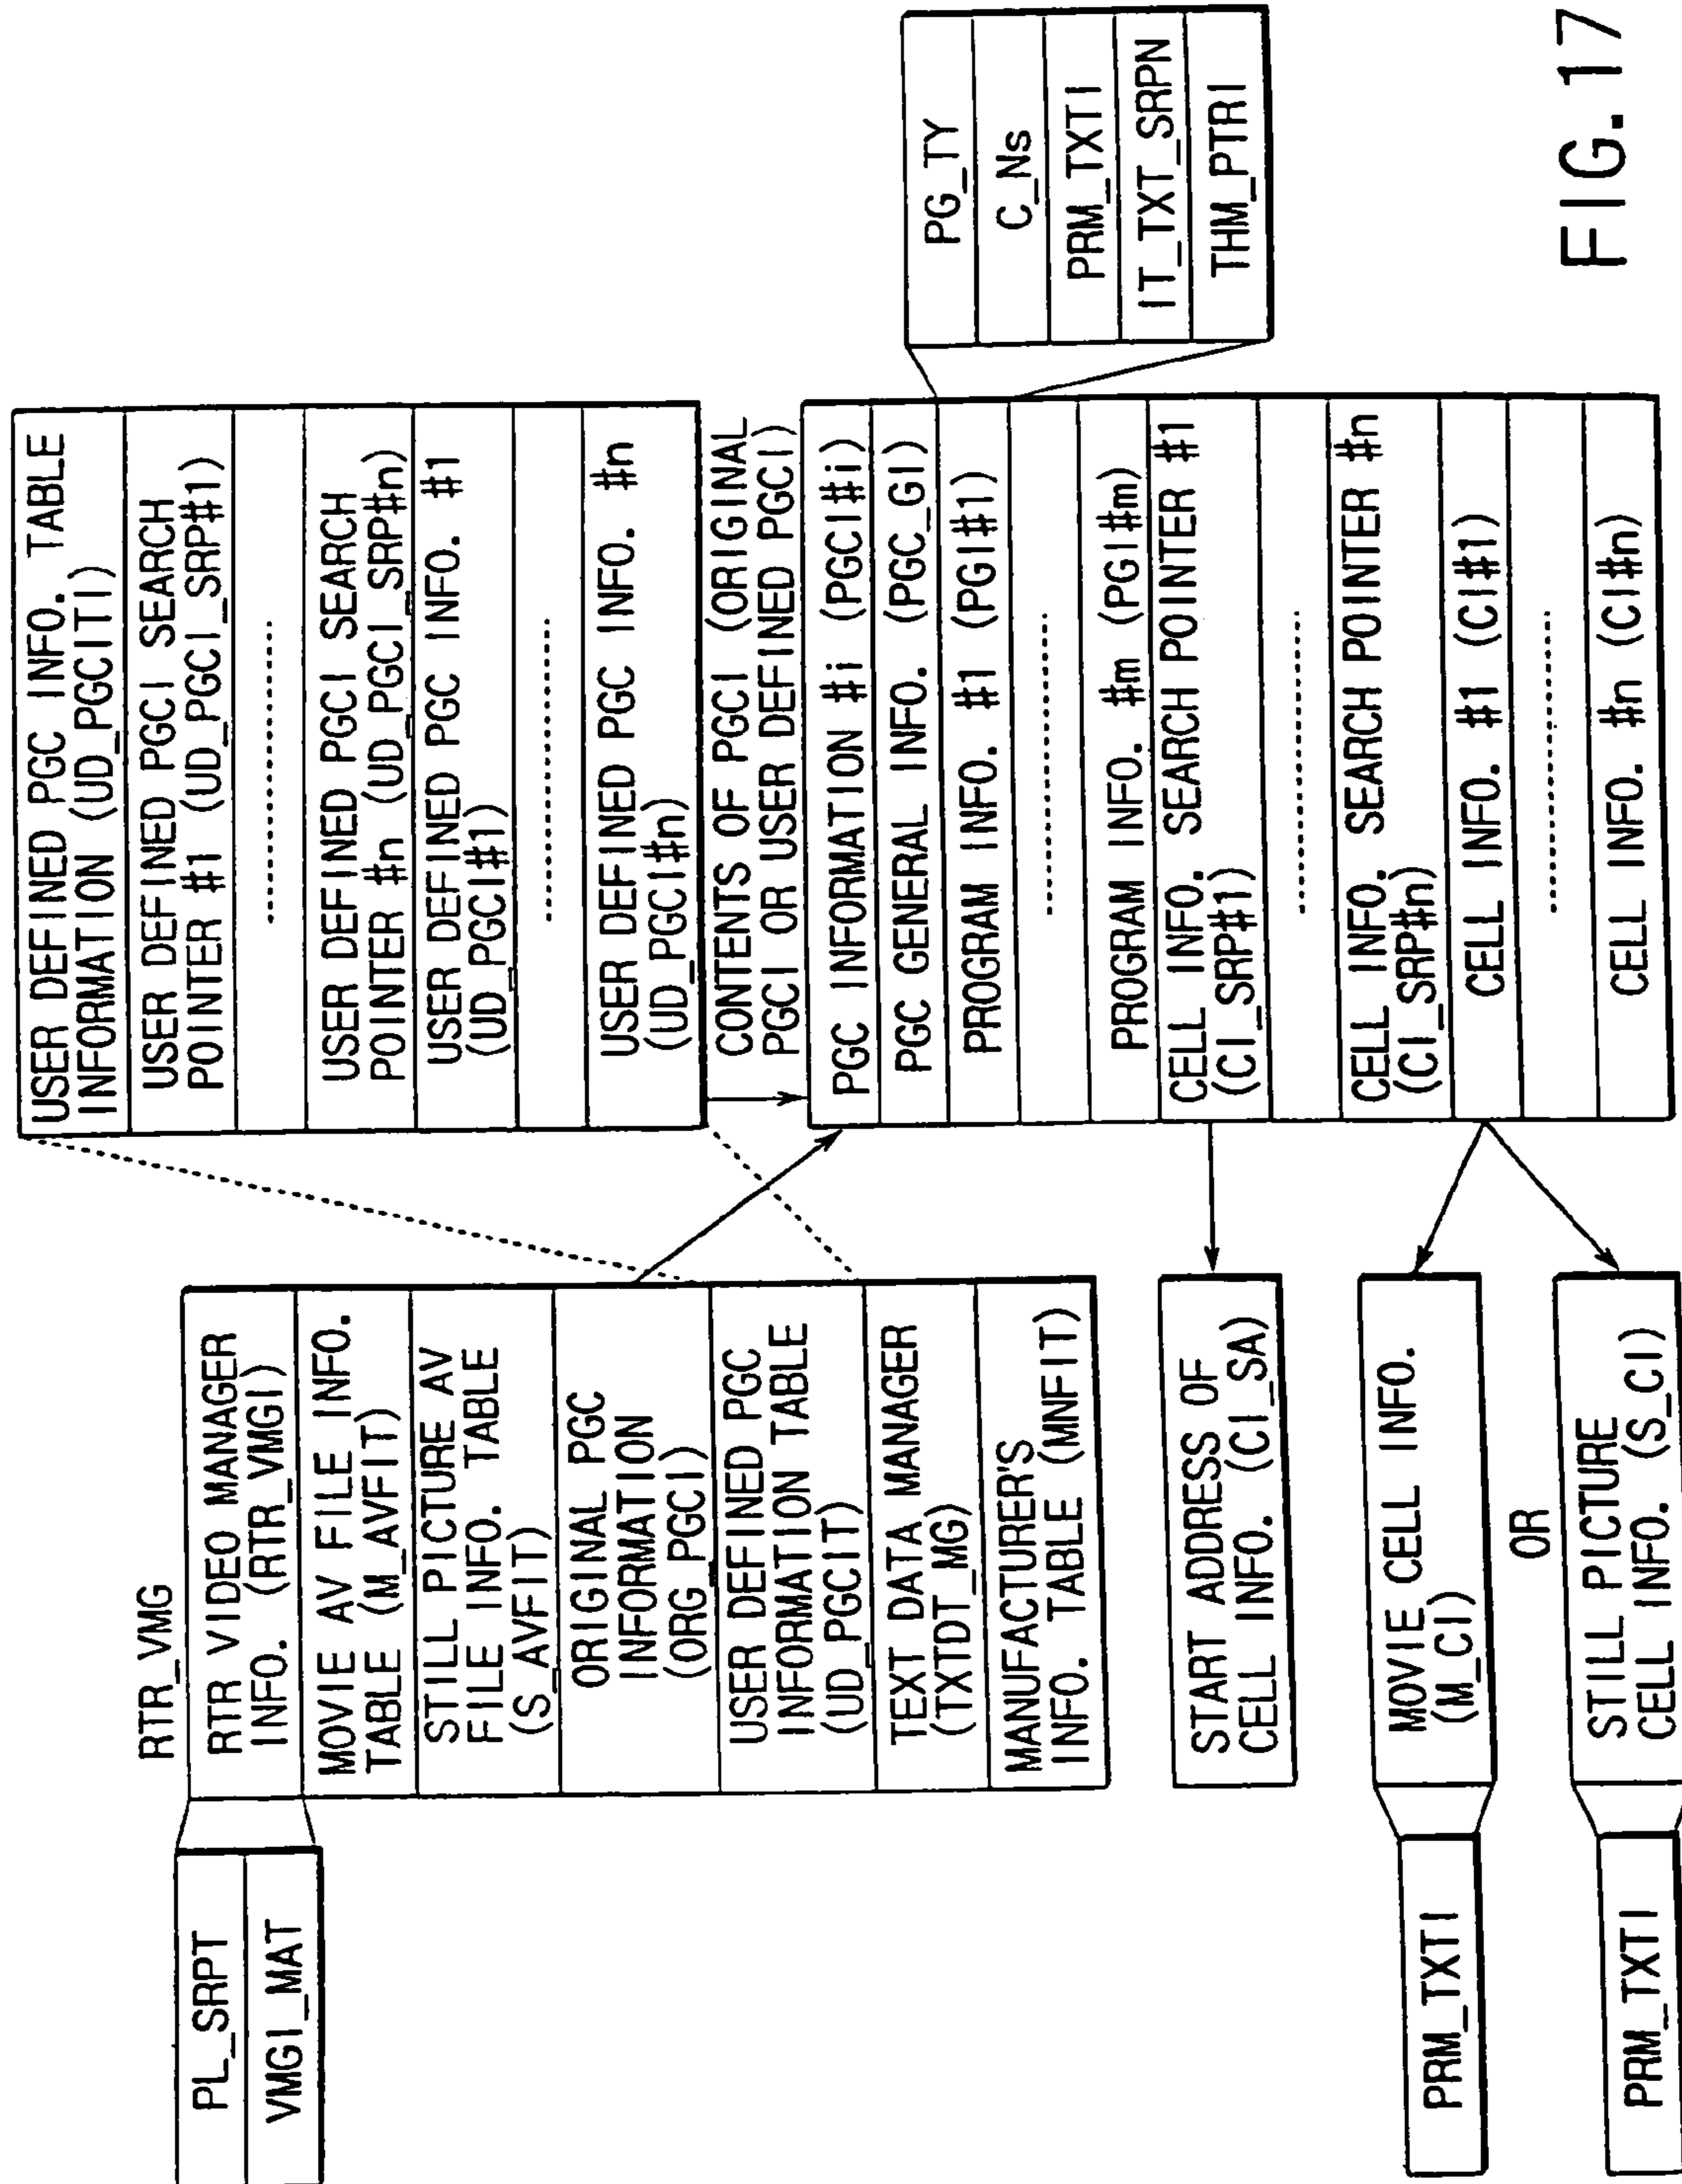 PL_SRPT
VMGI_MAT
RTR_VMG
RTR VIDEO MANAGER
INFO. (RTR_VMGI)
MOVIE AV FILE INFO.
TABLE (M_AVFIT)
STILL PICTURE AV
FILE INFO. TABLE
(S_AVFIT)
ORIGINAL PGC
INFORMATION
(ORG_PGCI)
USER DEFINED PGC
INFORMATION TABLE
(UD_PGCIT)
TEXT DATA MANAGER
(TXTDT_MG)
MANUFACTURER'S
INFO. TABLE (MNFIT)
START ADDRESS OF
CELL INFO. (CI_SA)
MOVIE CELL INFO.
(M_CI)
OR
STILL PICTURE
CELL INFO. (S_CI)
PRM_TXTI
PRM_TXTI
USER DEFINED PGC INFO. TABLE
INFORMATION (UD_PGCITI)
USER DEFINED PGCI SEARCH
POINTER #1 (UD_PGCI_SRP#1)
USER DEFINED PGCI SEARCH
POINTER #n (UD_PGCI_SRP#n)
USER DEFINED PGC INFO. #1
(UD_PGCI#1)
USER DEFINED PGC INFO. #n
(UD_PGCI#n)
CONTENTS OF PGCI (ORIGINAL
PGCI OR USER DEFINED PGCI)
PGC INFORMATION #i (PGCI#i)
PGC GENERAL INFO. (PGC_GI)
PROGRAM INFO. #1 (PGI#1)
PROGRAM INFO. #m (PGI#m)
CELL INFO. SEARCH POINTER #1
(CI_SRP#1)
CELL INFO. SEARCH POINTER #n
(CI_SRP#n)
CELL INFO. #1 (CI#1)
CELL INFO. #n (CI#n)
PG_TY
C_Ns
PRM_TXTI
IT_TXT_SRPN
THM_PTRI
FIG. 17